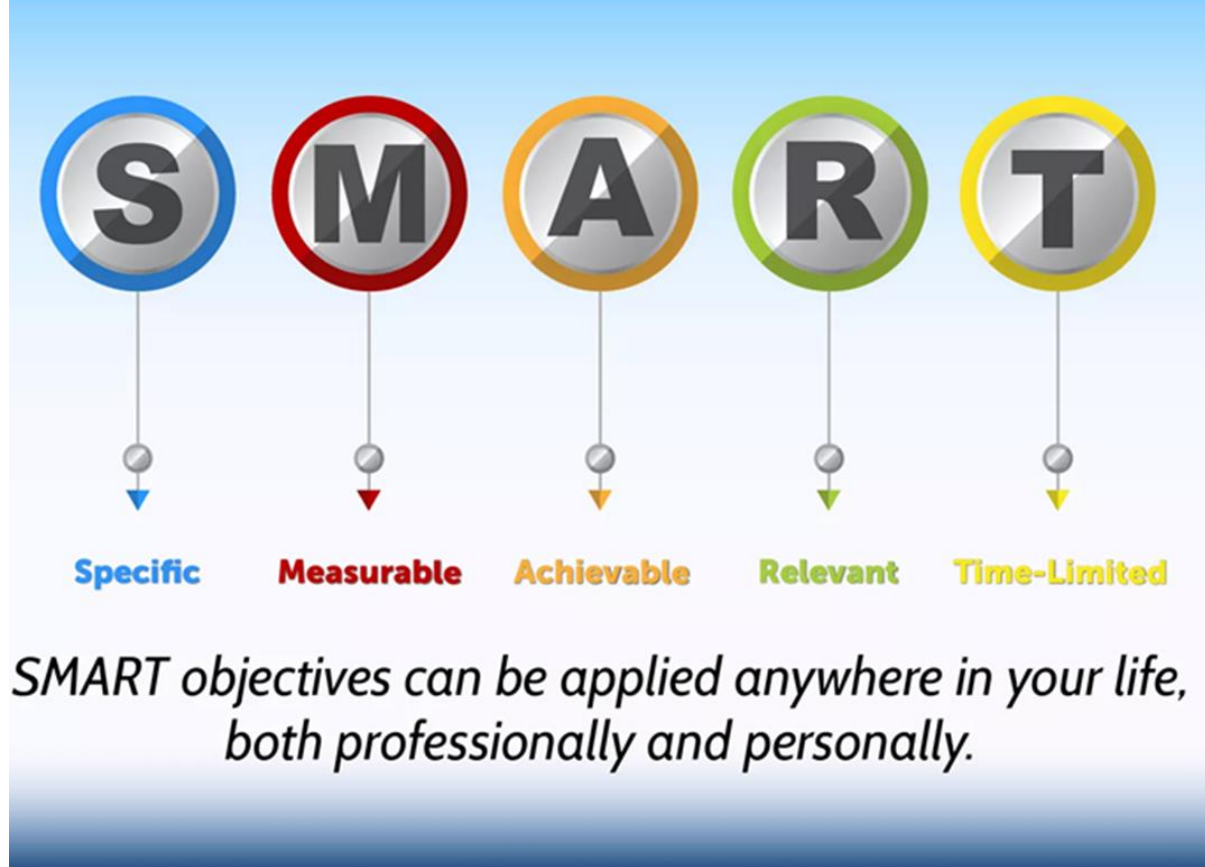 S M A R T
Specific Measurable Achievable Relevant Time-Limited
SMART objectives can be applied anywhere in your life,
both professionally and personally.